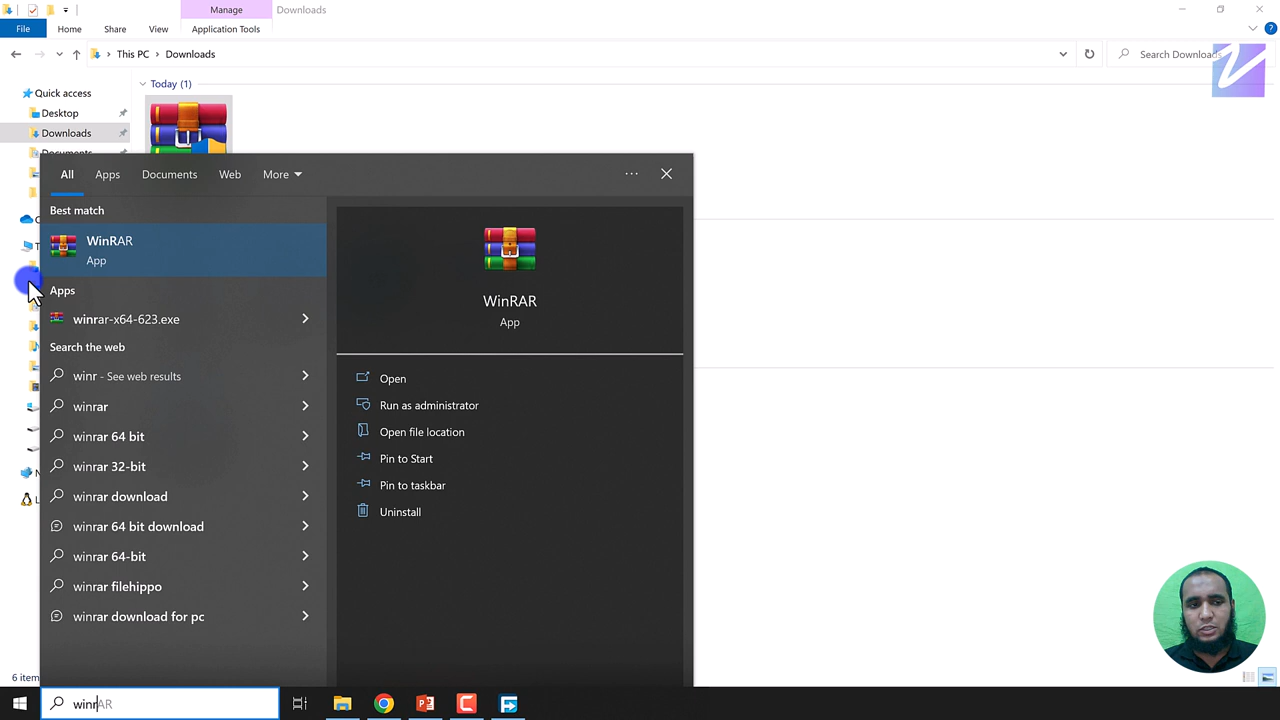 Manage
Downloads
File
Home
Share
View
Application Tools
This PC
Downloads
Search Downloads
Today (1)
Quick access
Desktop
Downloads
Documents
All
Apps
Documents
Web
More
Best match
WinRAR
App
Apps
winrar-x64-623.exe
Search the web
winr - See web results
winrar
winrar 64 bit
winrar 32-bit
winrar download
winrar 64 bit download
winrar 64-bit
winrar filehippo
winrar download for pc
WinRAR
App
Open
Run as administrator
Open file location
Pin to Start
Pin to taskbar
Uninstall
6 item
winrAR